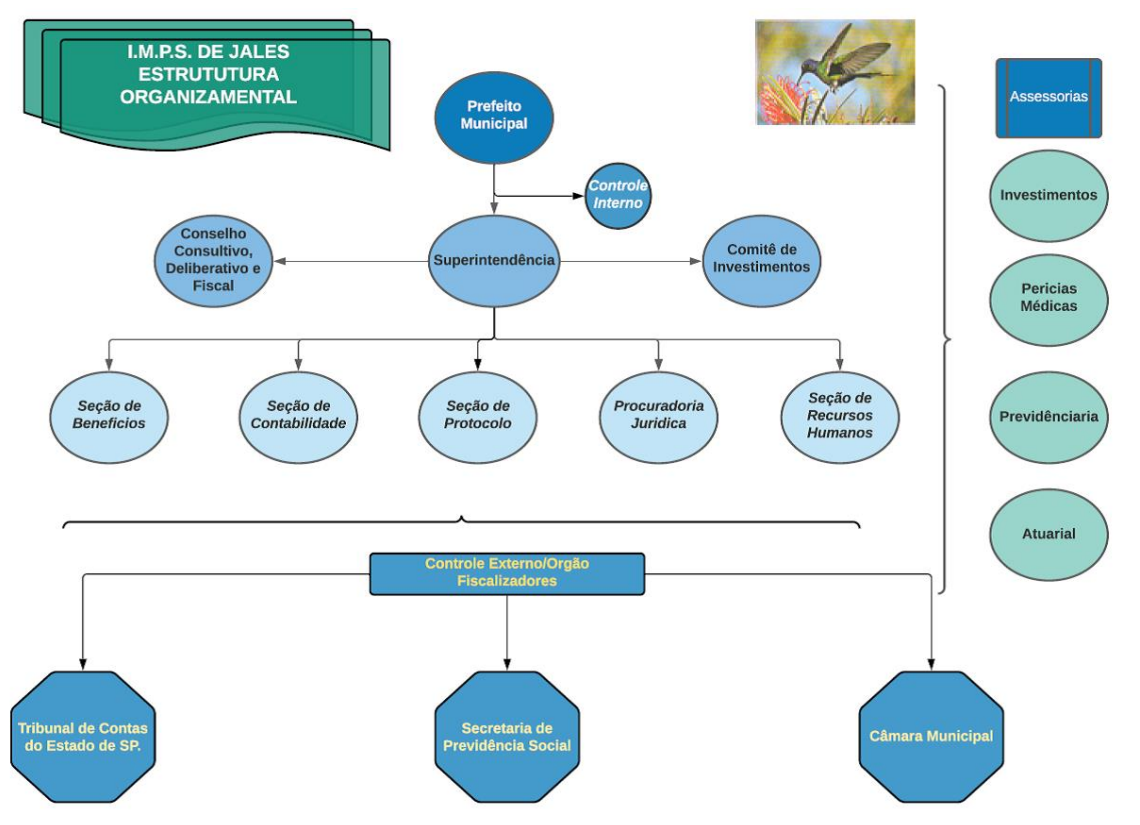 I.M.P.S. DE JALES
ESTRUTUTURA
ORGANIZAMENTAL
Prefeito
Municipal
Assessorias
Controle
Interno
Investimentos
Conselho
Consultivo,
Deliberativo e
Fiscal
Superintendência
Comitê de
Investimentos
Pericias
Médicas
Seção de
Beneficios
Seção de
Contabilidade
Seção de
Protocolo
Procuradoria
Juridica
Seção de
Recursos
Humanos
Previdênciaria
Atuarial
Controle Externo/Orgão
Fiscalizadores
Tribunal de Contas
do Estado de SP.
Secretaria de
Previdência Social
Câmara Municipal